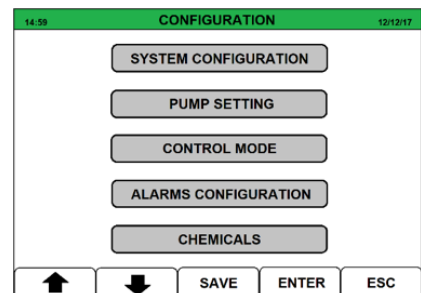 14:59 CONFIGURATION 12/12/17
SYSTEM CONFIGURATION
PUMP SETTING
CONTROL MODE
ALARMS CONFIGURATION
CHEMICALS
SAVE ENTER ESC